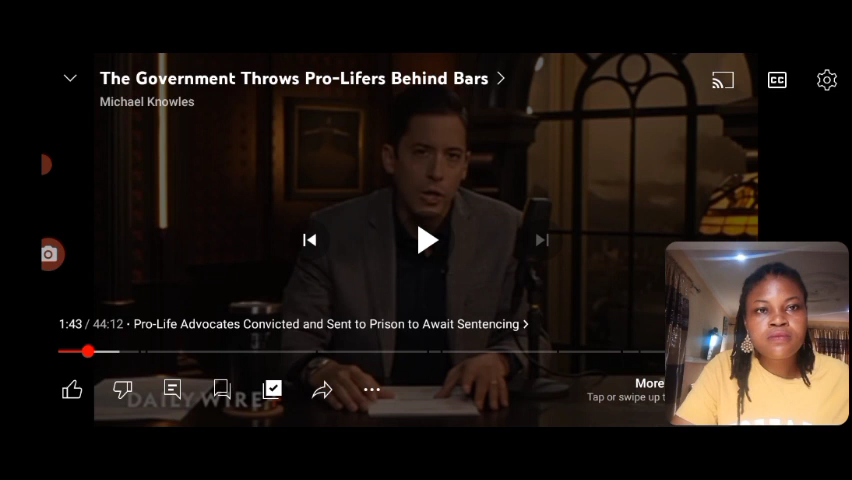 The Government Throws Pro-Lifers Behind Bars
Michael Knowles
CC
1:43 / 44:12 • Pro-Life Advocates Convicted and Sent to Prison to Await Sentencing
DAILY WIRE
More
Tap or swipe up t